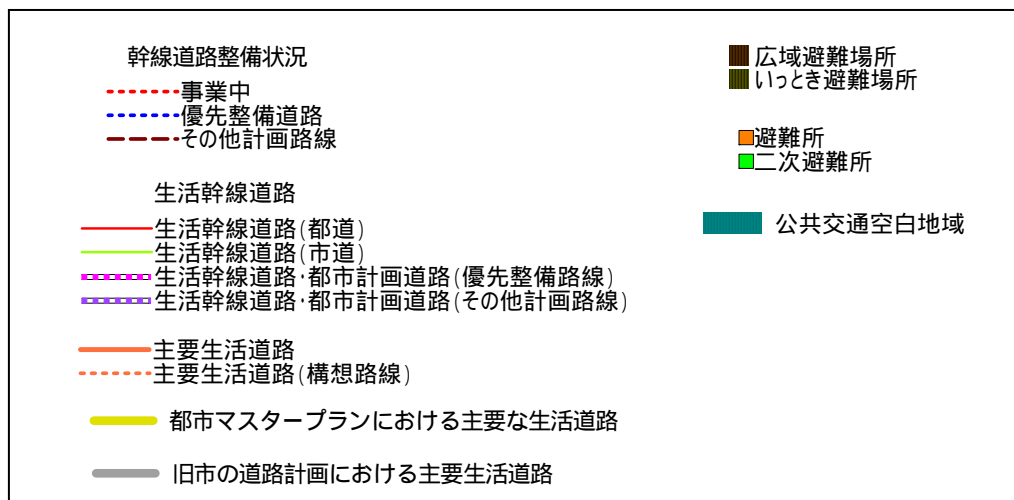 幹線道路整備状況
事業中
優先整備道路
その他計画路線
生活幹線道路
生活幹線道路(都道)
生活幹線道路(市道)
生活幹線道路・都市計画道路(優先整備路線)
生活幹線道路・都市計画道路(その他計画路線)
主要生活道路
主要生活道路(構想路線)
都市マスタープランにおける主要な生活道路
旧市の道路計画における主要生活道路
広域避難場所
いっとき避難場所
避難所
二次避難所
公共交通空白地域